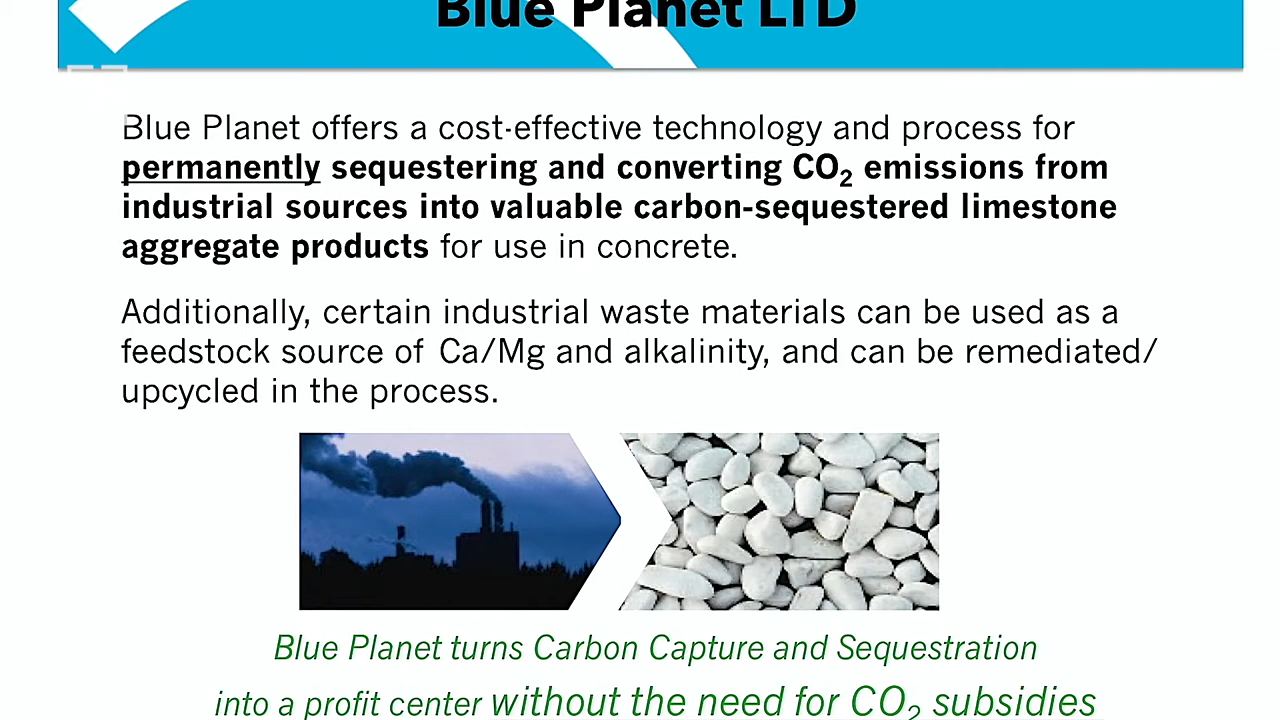 Blue Planet LTD
Blue Planet offers a cost-effective technology and process for
permanently sequestering and converting CO₂ emissions from
industrial sources into valuable carbon-sequestered limestone
aggregate products for use in concrete.
Additionally, certain industrial waste materials can be used as a
feedstock source of Ca/Mg and alkalinity, and can be remediated/
upcycled in the process.
Blue Planet turns Carbon Capture and Sequestration
into a profit center without the need for CO₂ subsidies